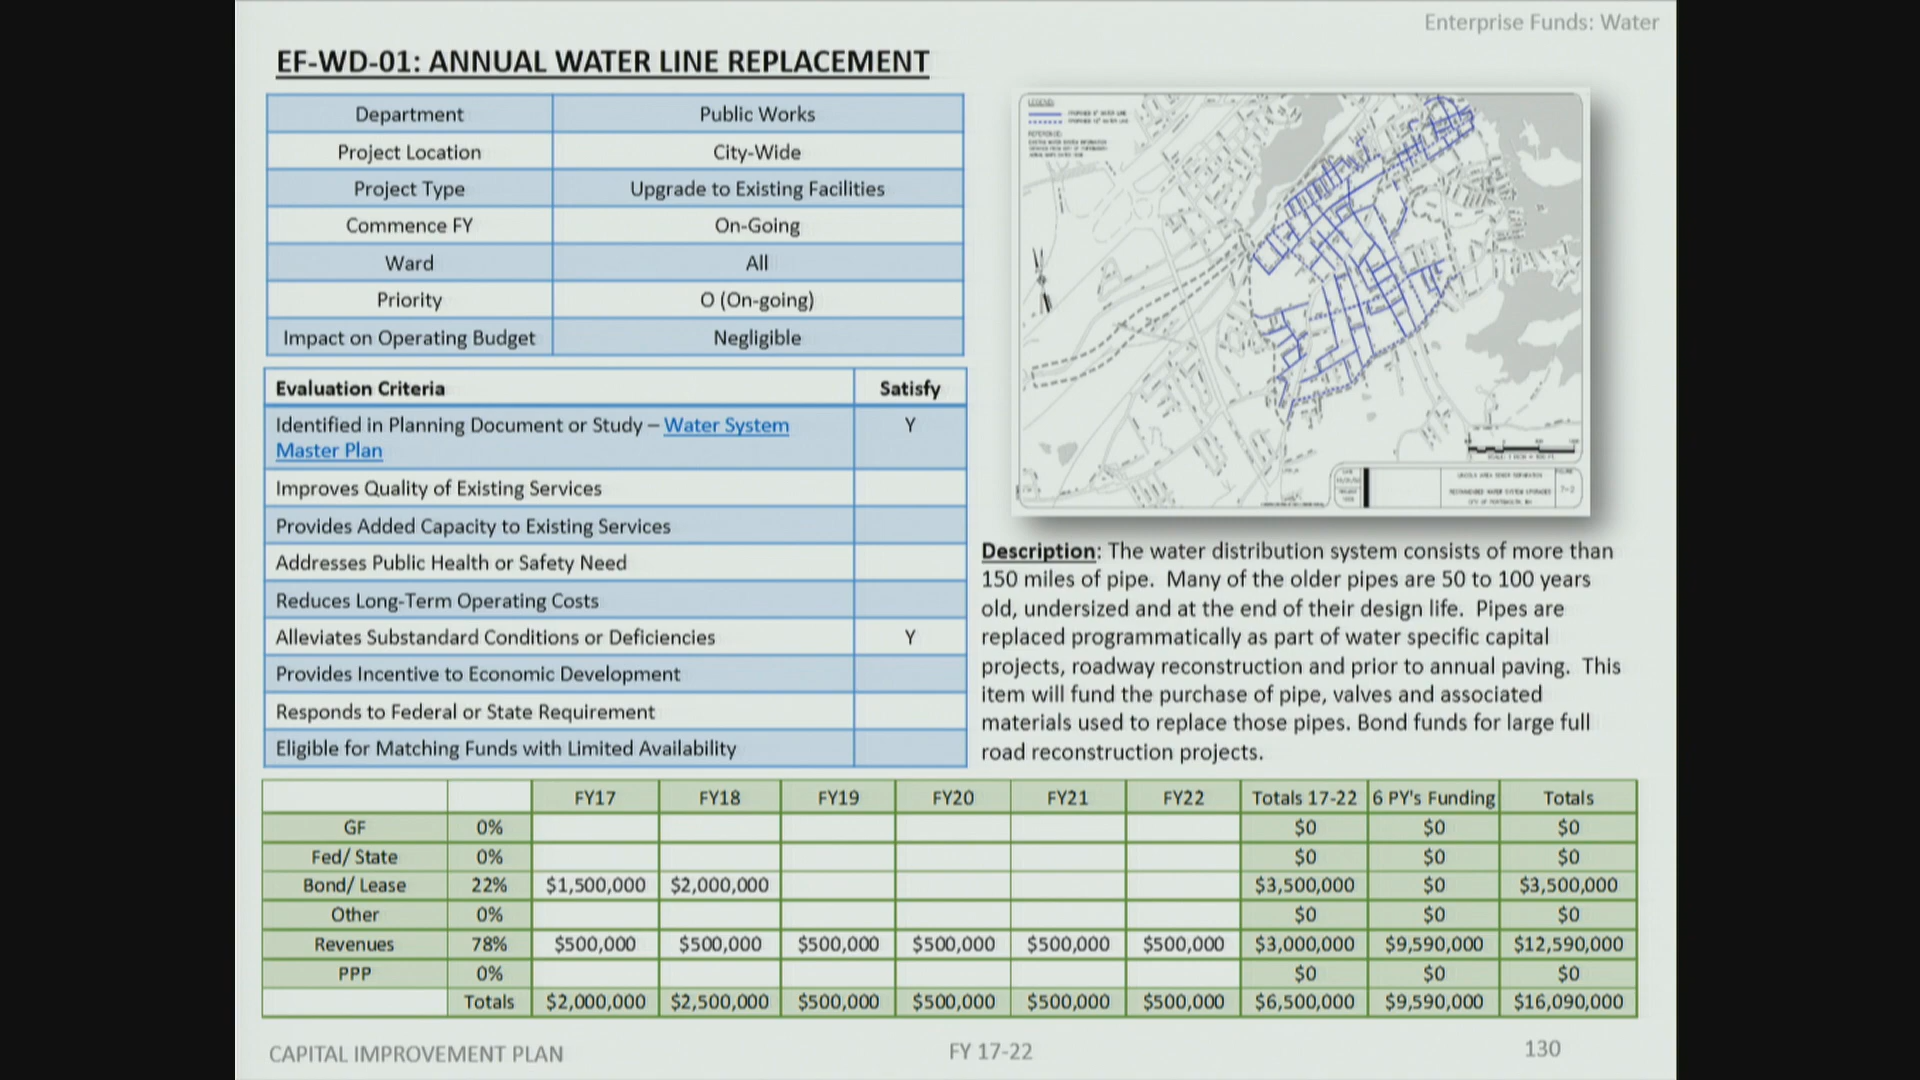 Enterprise Funds: Water
EF-WD-01: ANNUAL WATER LINE REPLACEMENT
Department Public Works
Project Location City-Wide
Project Type Upgrade to Existing Facilities
Commence FY On-Going
Ward All
Priority O (On-going)
Impact on Operating Budget Negligible
Evaluation Criteria Satisfy
Identified in Planning Document or Study – Water System Y
Master Plan
Improves Quality of Existing Services
Provides Added Capacity to Existing Services
Addresses Public Health or Safety Need
Reduces Long-Term Operating Costs
Alleviates Substandard Conditions or Deficiencies Y
Provides Incentive to Economic Development
Responds to Federal or State Requirement
Eligible for Matching Funds with Limited Availability
Description: The water distribution system consists of more than
150 miles of pipe. Many of the older pipes are 50 to 100 years
old, undersized and at the end of their design life. Pipes are
replaced programmatically as part of water specific capital
projects, roadway reconstruction and prior to annual paving. This
item will fund the purchase of pipe, valves and associated
materials used to replace those pipes. Bond funds for large full
road reconstruction projects.
FY17 FY18 FY19 FY20 FY21 FY22 Totals 17-22 6 PY's Funding Totals
GF 0% $0 $0 $0
Fed/ State 0% $0 $0 $0
Bond/ Lease 22% $1,500,000 $2,000,000 $3,500,000 $0 $3,500,000
Other 0% $0 $0 $0
Revenues 78% $500,000 $500,000 $500,000 $500,000 $500,000 $500,000 $3,000,000 $9,590,000 $12,590,000
PPP 0% $0 $0 $0
Totals $2,000,000 $2,500,000 $500,000 $500,000 $500,000 $500,000 $6,500,000 $9,590,000 $16,090,000
CAPITAL IMPROVEMENT PLAN FY 17-22 130